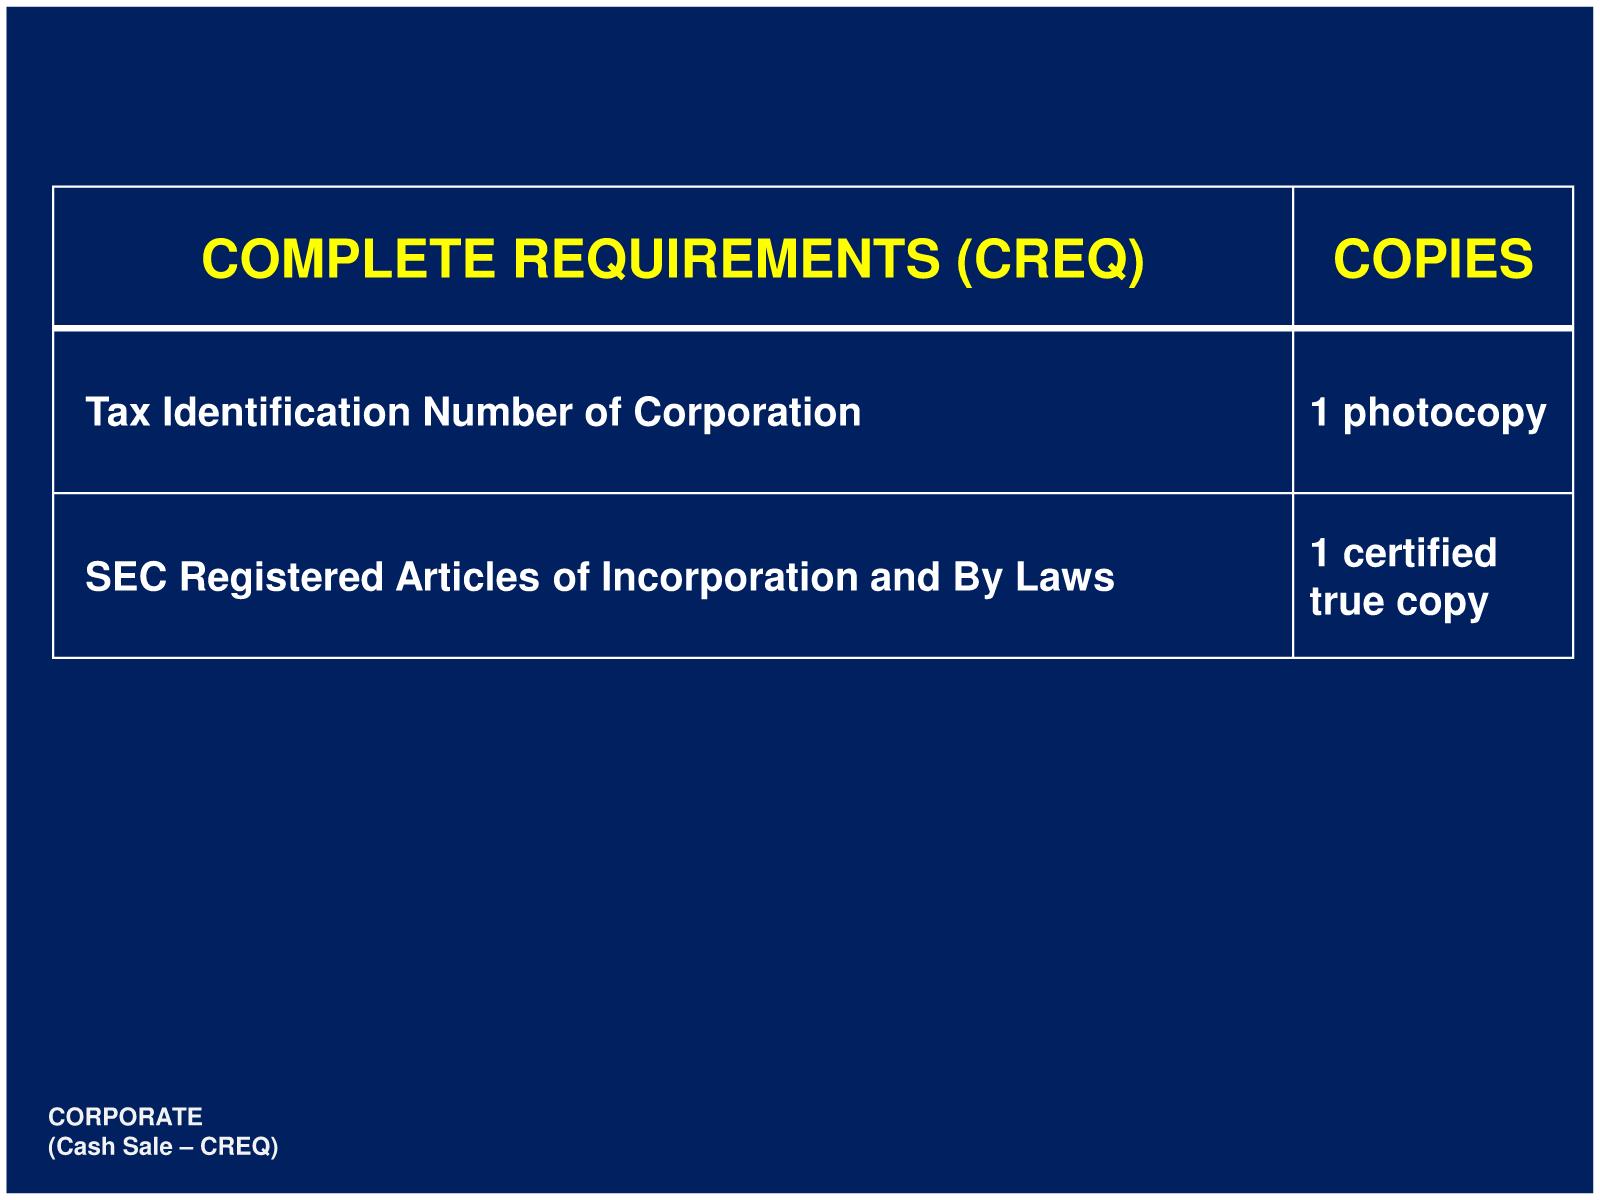 COMPLETE REQUIREMENTS (CREQ)
COPIES
Tax Identification Number of Corporation
1 photocopy
SEC Registered Articles of Incorporation and By Laws
1 certified
true copy
CORPORATE
(Cash Sale – CREQ)